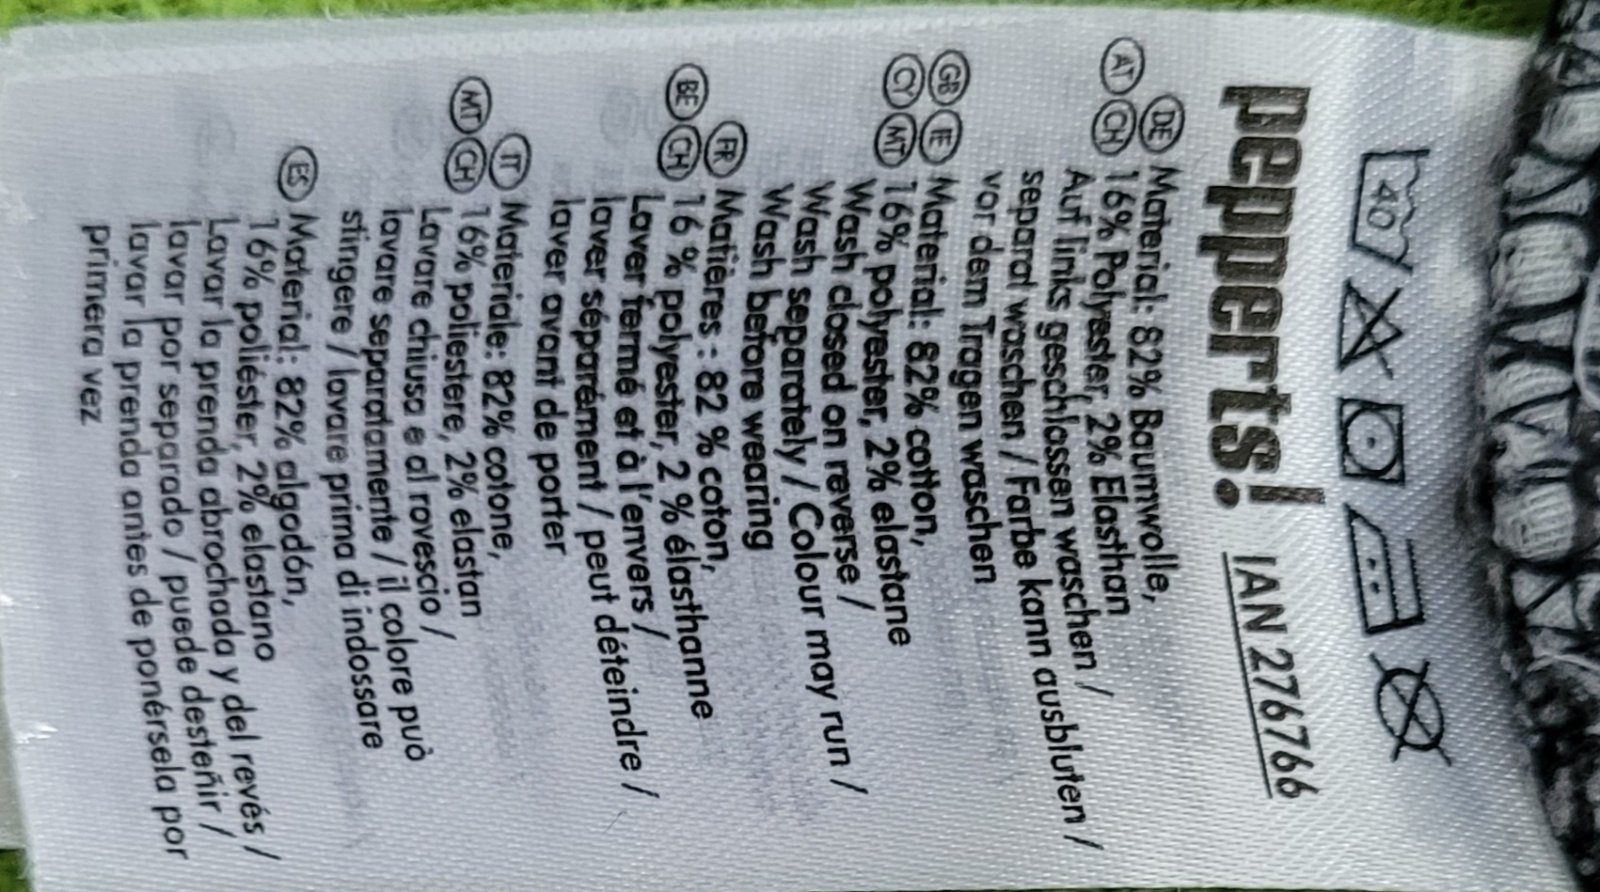 40
pepperts! IAN 276766
DE Material: 82% Baumwolle,
AT CH 16% Polyester, 2% Elasthan
Auf links geschlossen waschen /
separat waschen / Farbe kann ausbluten /
vor dem Tragen waschen
GB IE Material: 82% cotton,
CY MT 16% polyester, 2% elastane
Wash closed on reverse /
Wash separately / Colour may run /
Wash before wearing
FR Matières : 82 % coton,
BE CH 16 % polyester, 2 % élasthanne
Laver fermé et à l'envers /
laver séparément / peut déteindre /
laver avant de porter
IT Materiale: 82% cotone,
MT CH 16% poliestere, 2% elastan
Lavare chiuso e al rovescio /
lavare separatamente / il colore può
stingere / lavare prima di indossare
ES Material: 82% algodón,
16% poliéster, 2% elastano
Lavar la prenda abrochada y del revés /
lavar por separado / puede desteñir /
lavar la prenda antes de ponérsela por
primera vez